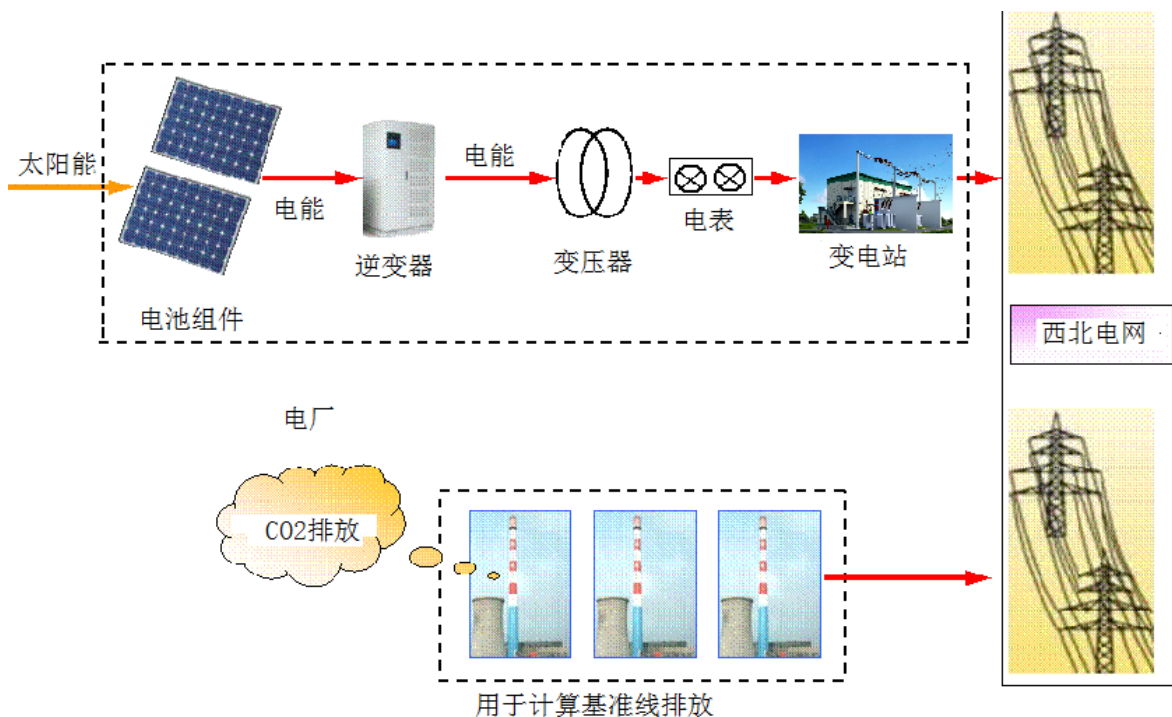 太阳能
电能
电能
逆变器
变压器
电表
变电站
电池组件
西北电网
电厂
CO2排放
用于计算基准线排放